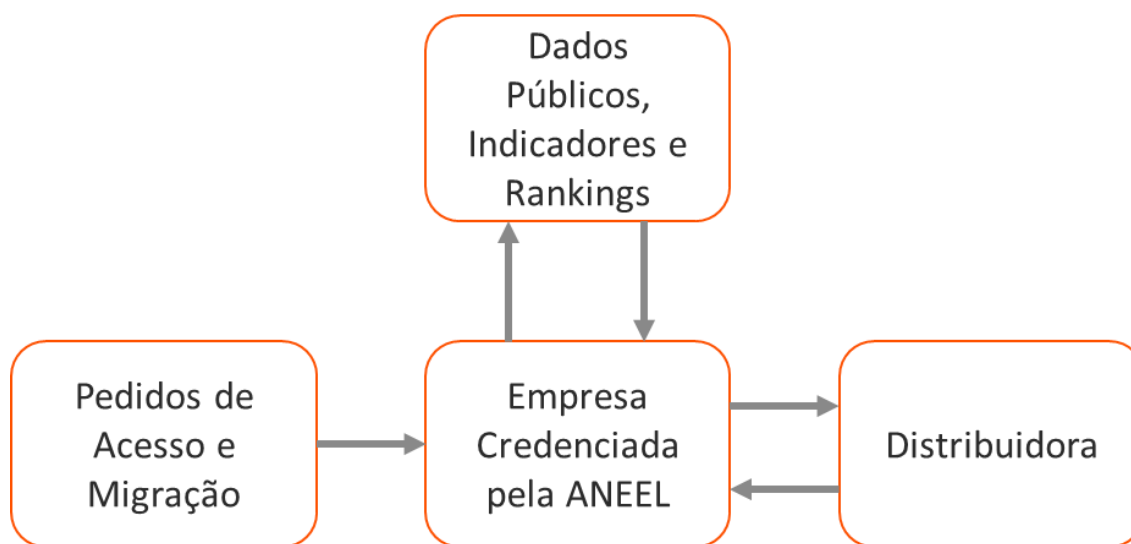 Dados
Públicos,
Indicadores e
Rankings
Pedidos de
Acesso e
Migração
Empresa
Credenciada
pela ANEEL
Distribuidora